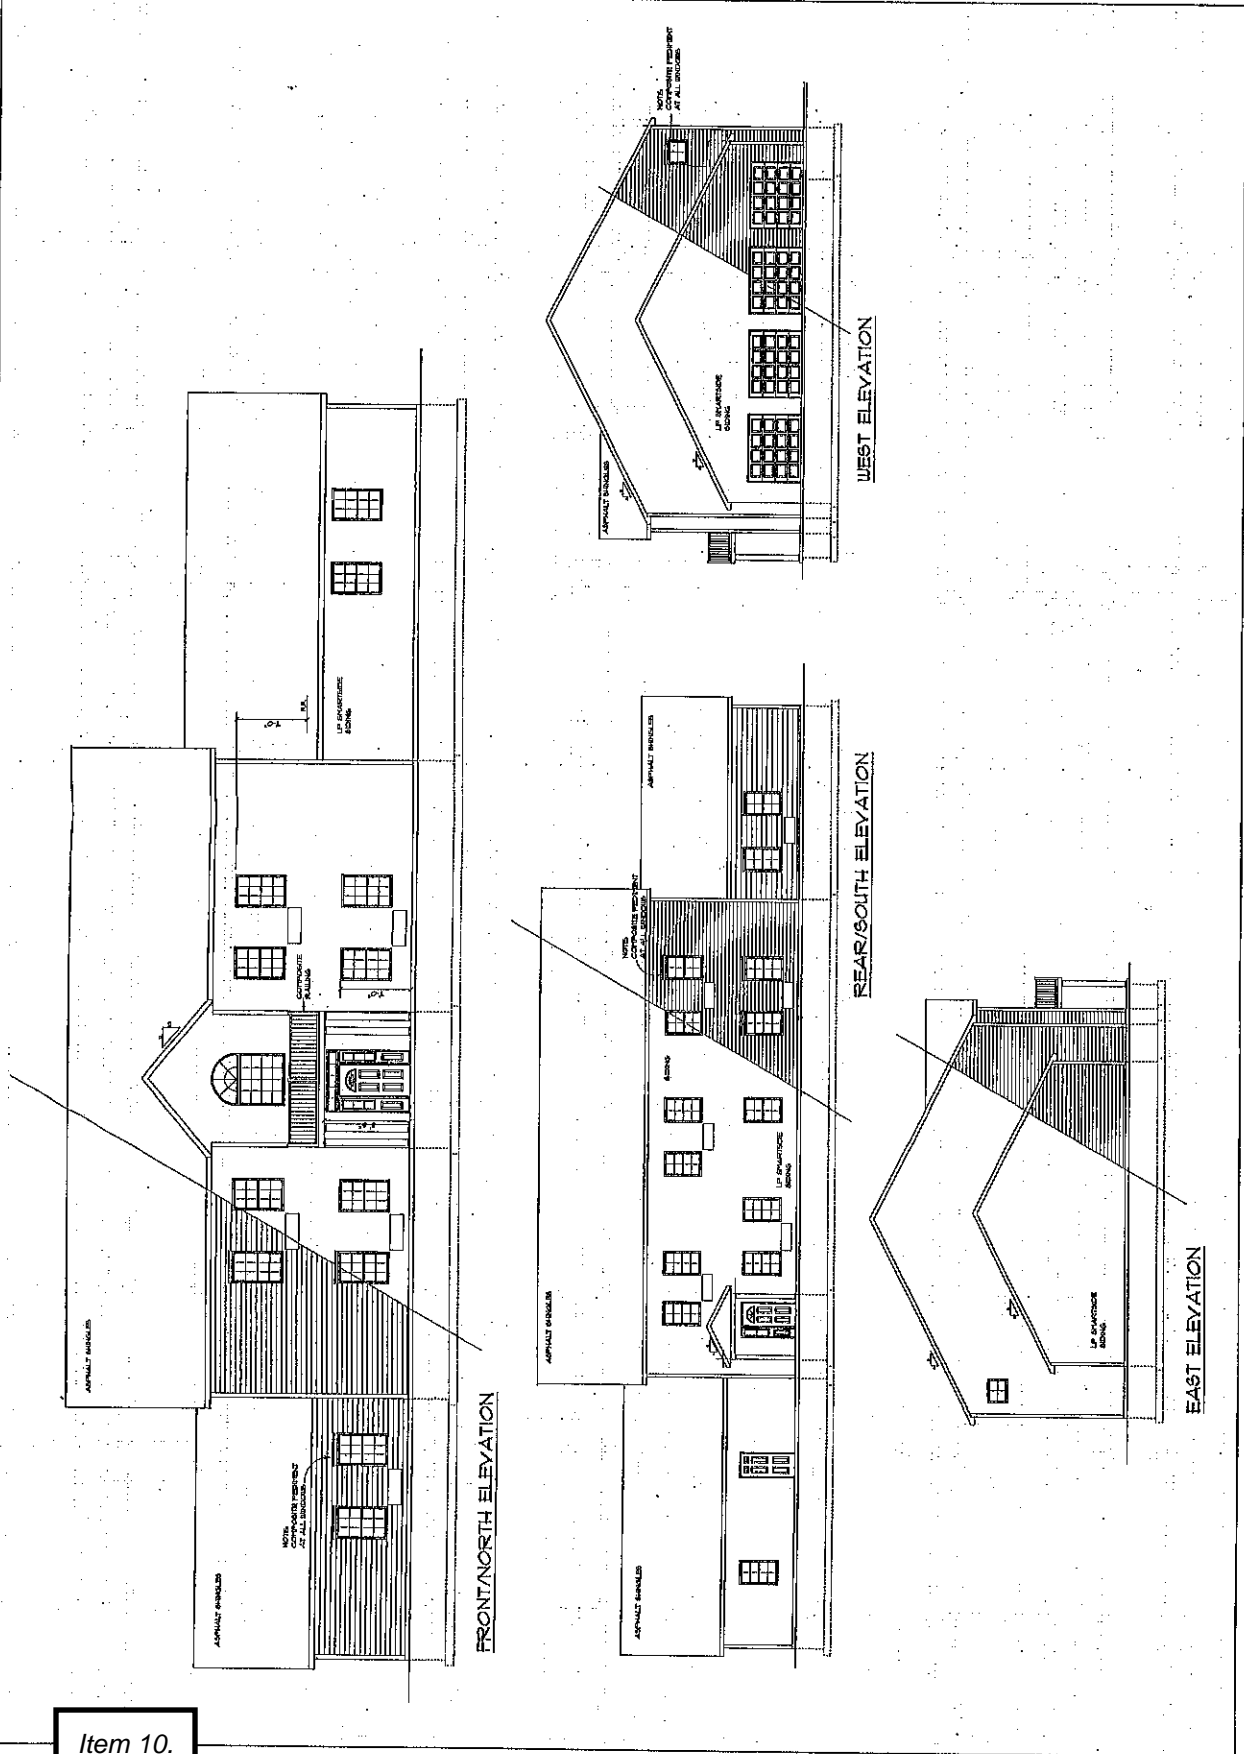 ASPHALT SHINGLES
NOTE:
COMPOSITE PEDIMENT
AT ALL WINDOWS
ASPHALT SHINGLES
COMPOSITE
RAILING
LP SMARTSIDE
SIDING
FRONT/NORTH ELEVATION
ASPHALT SHINGLES
ASPHALT SHINGLES
SIDING
LP SMARTSIDE
SIDING
NOTE:
COMPOSITE PEDIMENT
AT ALL WINDOWS
ASPHALT SHINGLES
REAR/SOUTH ELEVATION
ASPHALT SHINGLES
LP SMARTSIDE
SIDING
NOTE:
COMPOSITE PEDIMENT
AT ALL WINDOWS
WEST ELEVATION
LP SMARTSIDE
SIDING
EAST ELEVATION
Item 10.